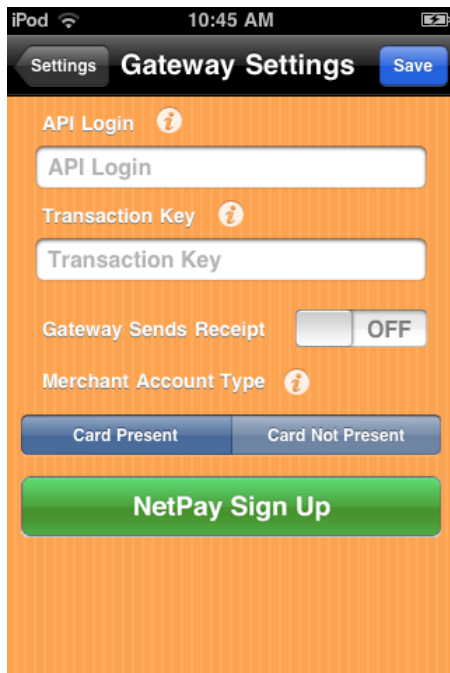 iPod 10:45 AM
Settings Gateway Settings Save
API Login i
API Login
Transaction Key i
Transaction Key
Gateway Sends Receipt OFF
Merchant Account Type i
Card Present Card Not Present
NetPay Sign Up